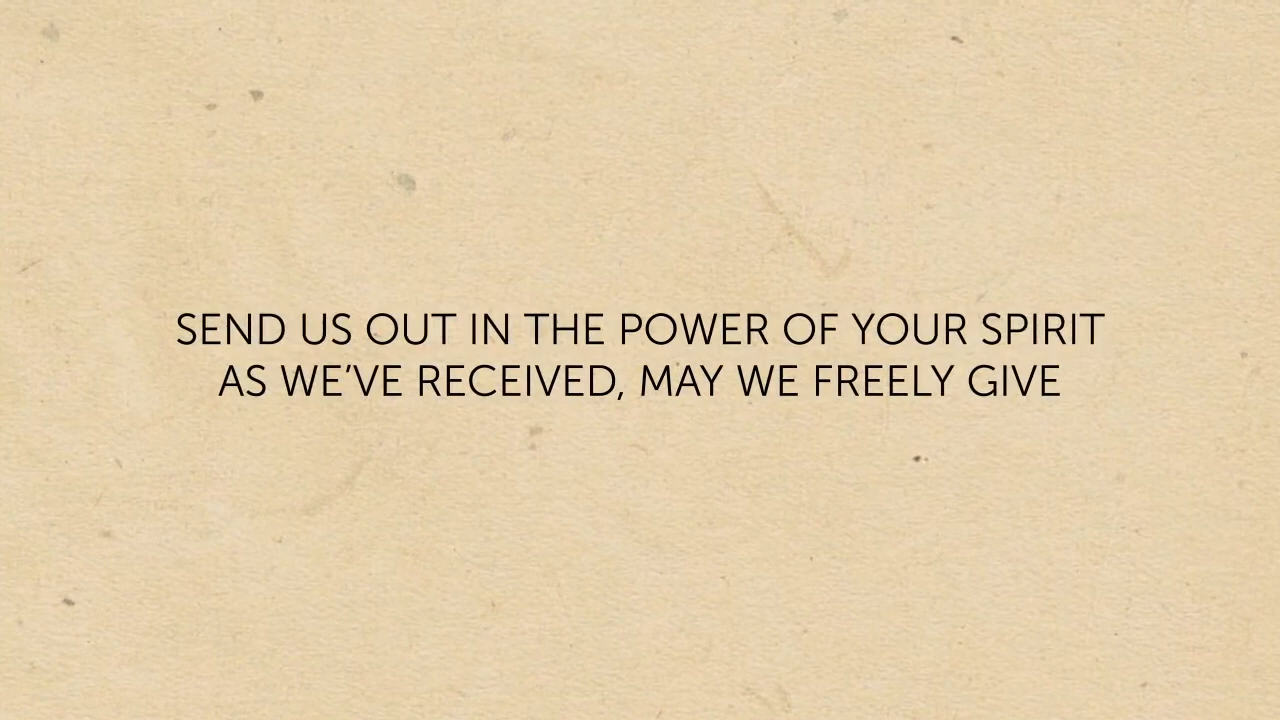 SEND US OUT IN THE POWER OF YOUR SPIRIT
AS WE’VE RECEIVED, MAY WE FREELY GIVE